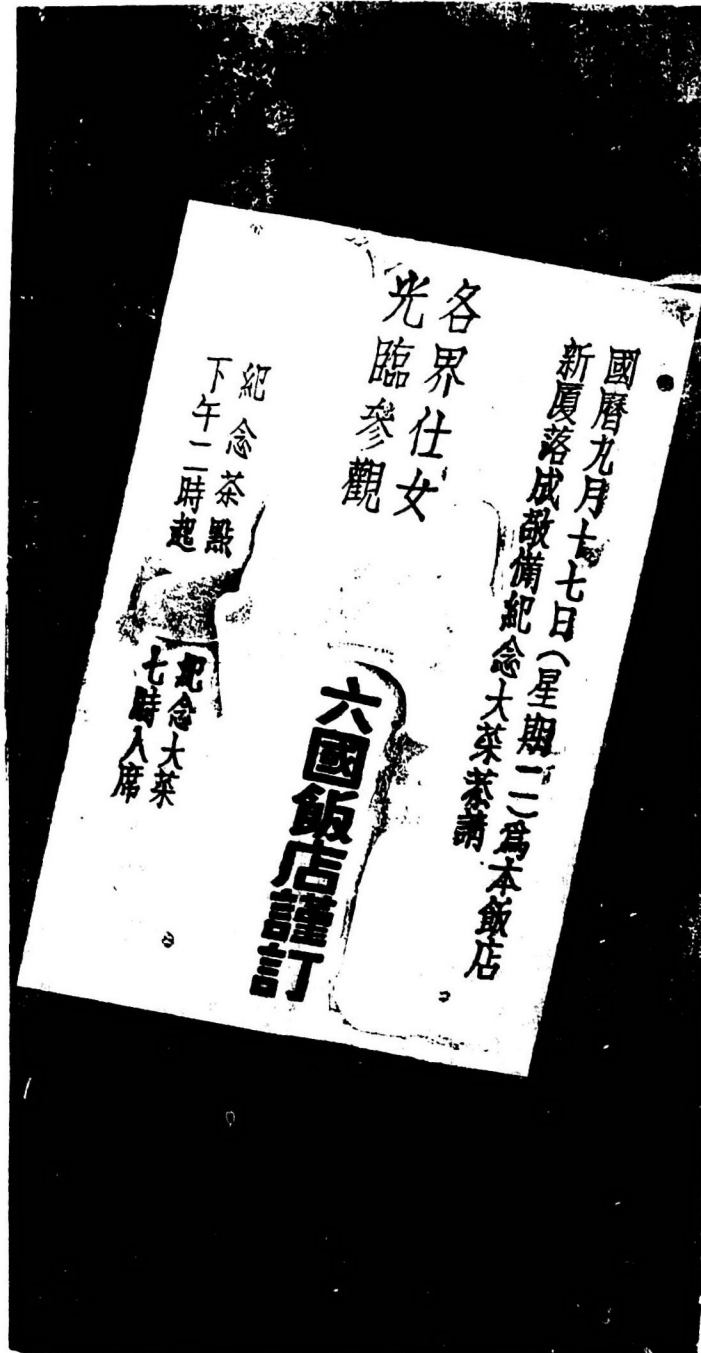 國曆九月十七日(星期二)爲本飯店
新厦落成敬備紀念大菜茶請
各界仕女
光臨參觀
六國飯店謹訂
紀念茶點
下午二時起
紀念大菜
七時入席